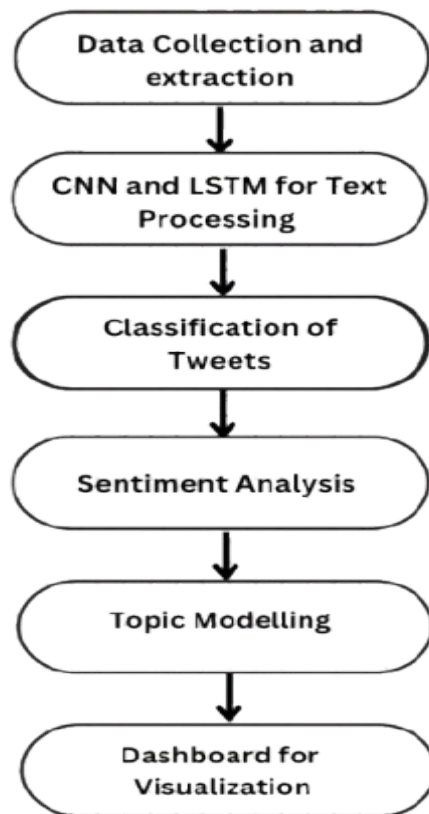 Data Collection and
extraction
CNN and LSTM for Text
Processing
Classification of
Tweets
Sentiment Analysis
Topic Modelling
Dashboard for
Visualization